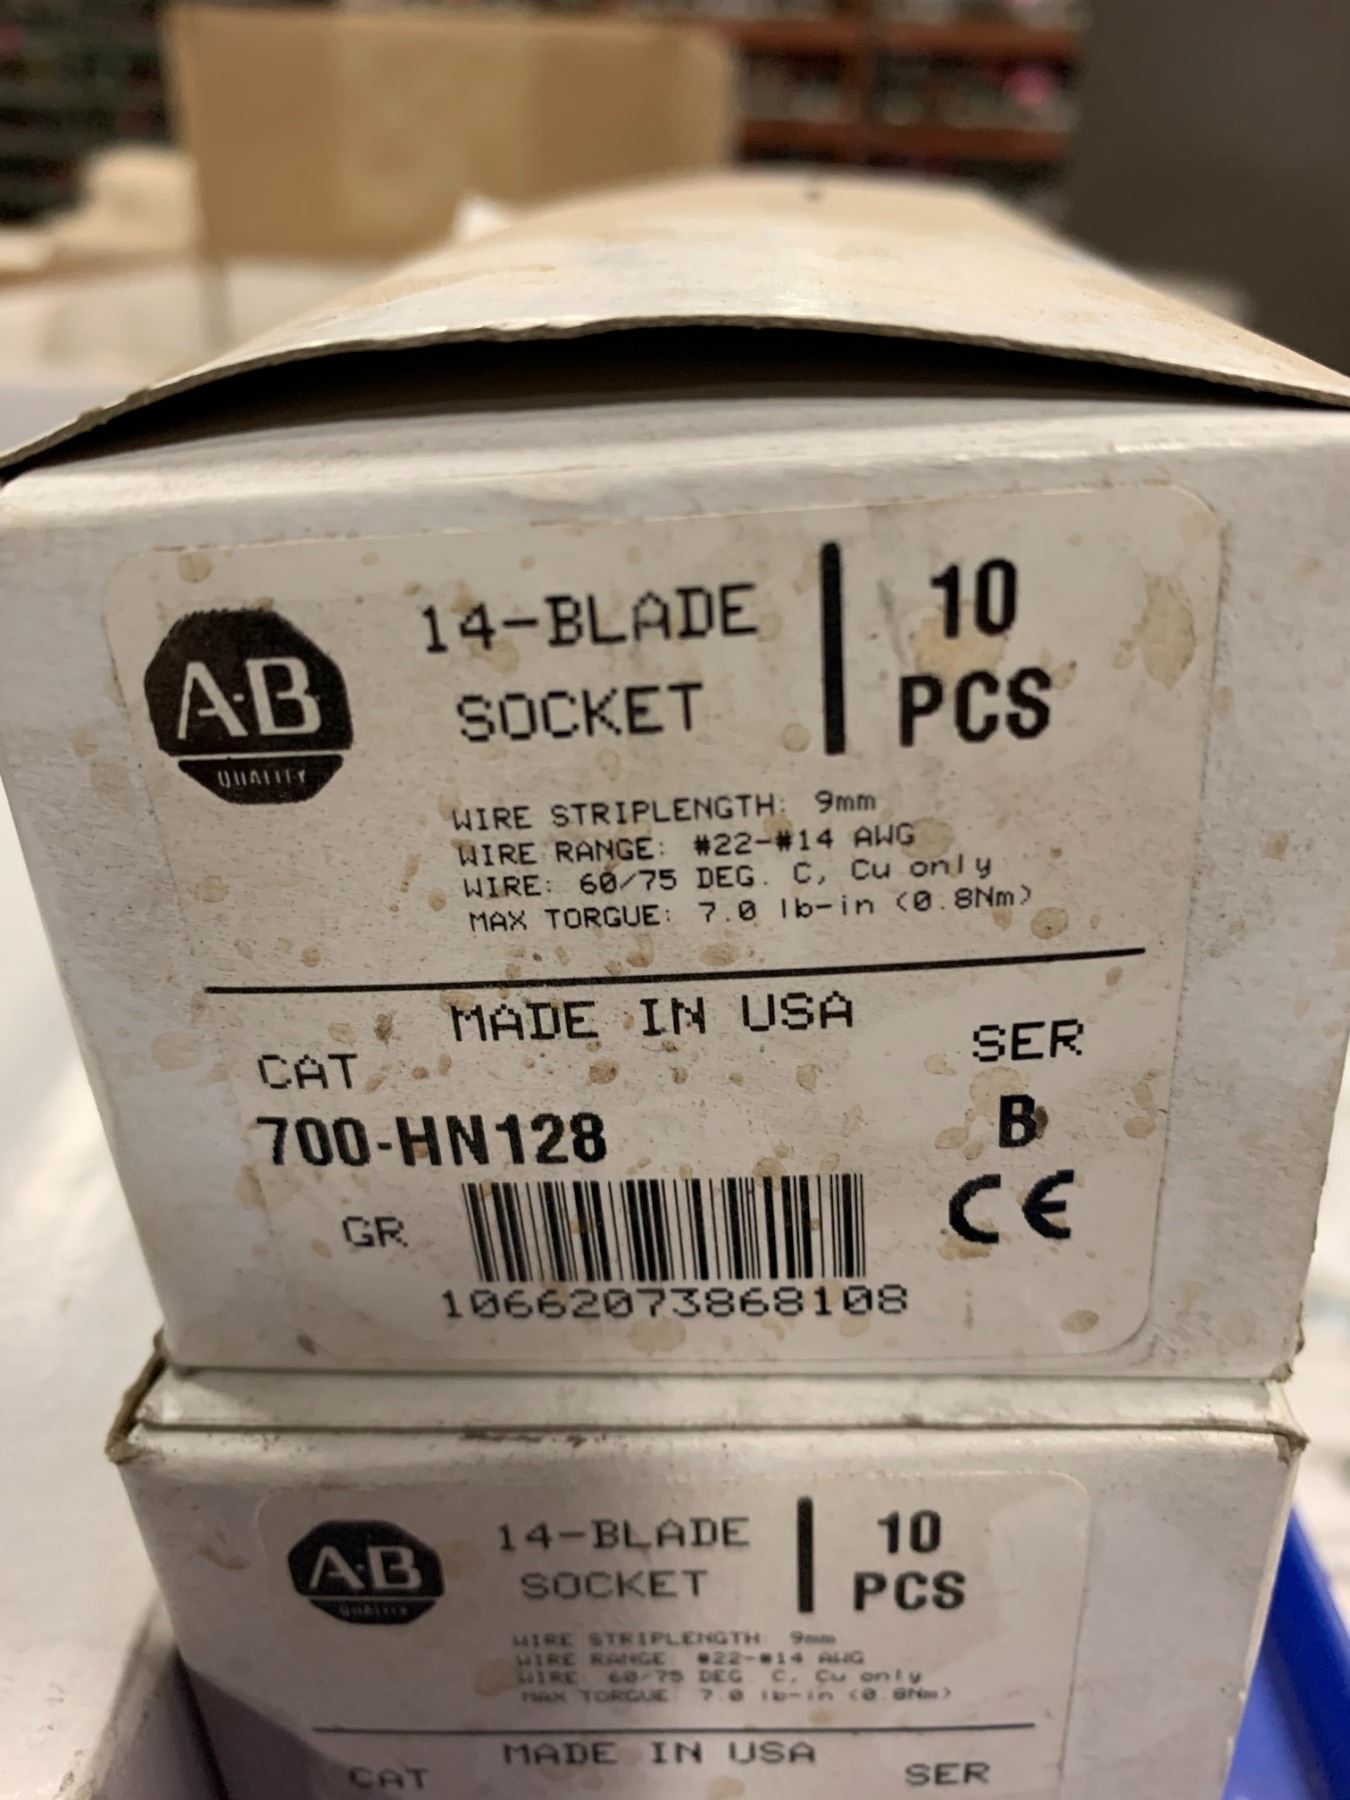 14-BLADE
SOCKET
10
PCS
A·B
QUALITY
WIRE STRIPLENGTH: 9mm
WIRE RANGE: #22-#14 AWG
WIRE: 60/75 DEG. C, Cu only
MAX TORGUE: 7.0 lb-in (0.8Nm)
MADE IN USA
CAT
SER
700-HN128
B
GR
CE
10662073868108
14-BLADE
SOCKET
10
PCS
A·B
QUALITY
WIRE STRIPLENGTH: 9mm
WIRE RANGE: #22-#14 AWG
WIRE: 60/75 DEG. C, Cu only
MAX TORGUE: 7.0 lb-in (0.8Nm)
MADE IN USA
CAT
SER